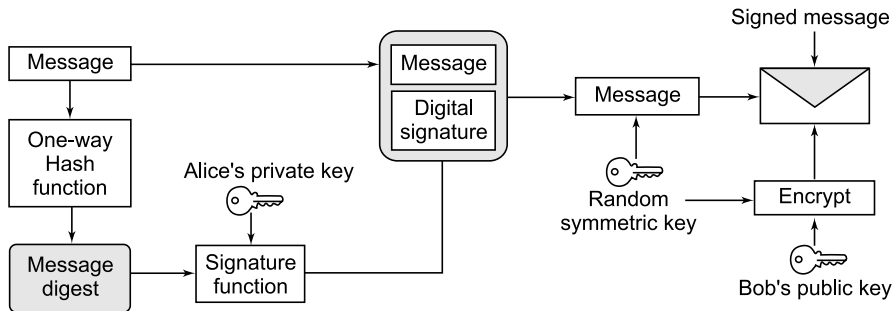 Signed message
Message
Message
Digital
signature
Message
One-way
Hash
function
Alice's private key
Random
symmetric key
Encrypt
Message
digest
Signature
function
Bob's public key